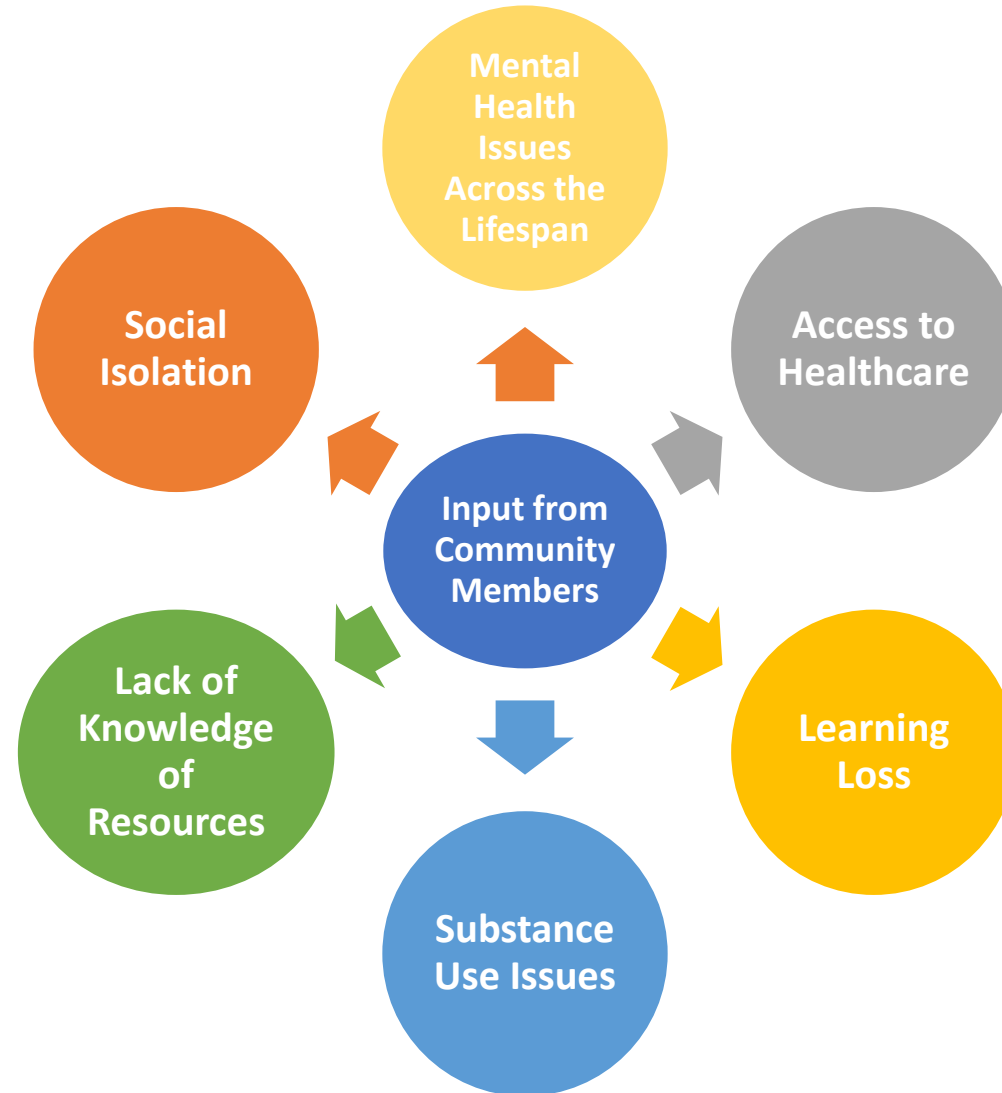 Mental
Health
Issues
Across the
Lifespan
Social
Isolation
Access to
Healthcare
Input from
Community
Members
Lack of
Knowledge
of
Resources
Learning
Loss
Substance
Use Issues